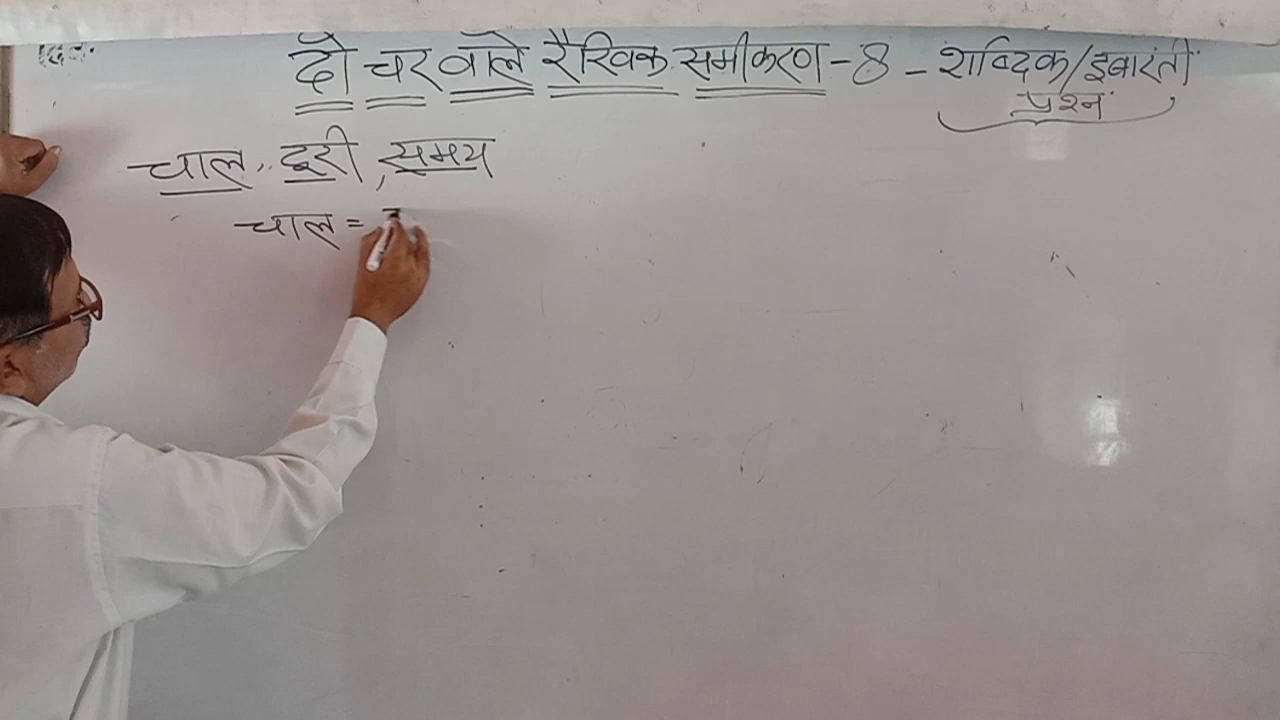 दो चर वाले रैखिक समीकरण - 8 - शाब्दिक/इबारती
प्रश्न
चाल, दूरी, समय
चाल =